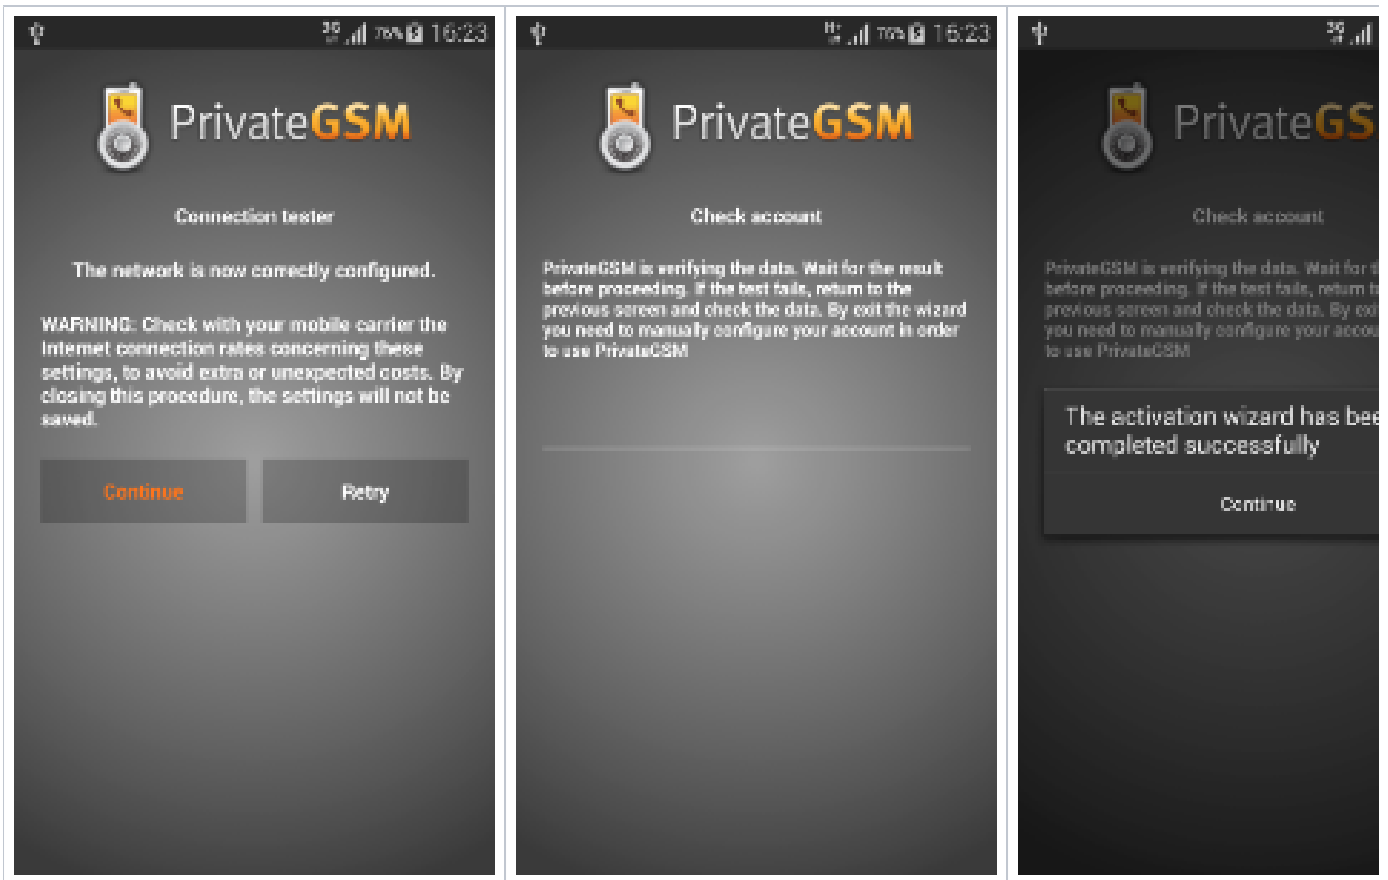 3G 76% 16:23
PrivateGSM
Connection tester
The network is now correctly configured.
WARNING: Check with your mobile carrier the
Internet connection rates concerning these
settings, to avoid extra or unexpected costs. By
closing this procedure, the settings will not be
saved.
Continue
Retry
H+ 76% 16:23
PrivateGSM
Check account
PrivateGSM is verifying the data. Wait for the result
before proceeding. If the test fails, return to the
previous screen and check the data. By exit the wizard
you need to manually configure your account in order
to use PrivateGSM
3G
PrivateGS
Check account
PrivateGSM is verifying the data. Wait for
before proceeding. If the test fails, return
previous screen and check the data. By
you need to manually configure your
to use PrivateGSM
The activation wizard has bee
completed successfully
Continue